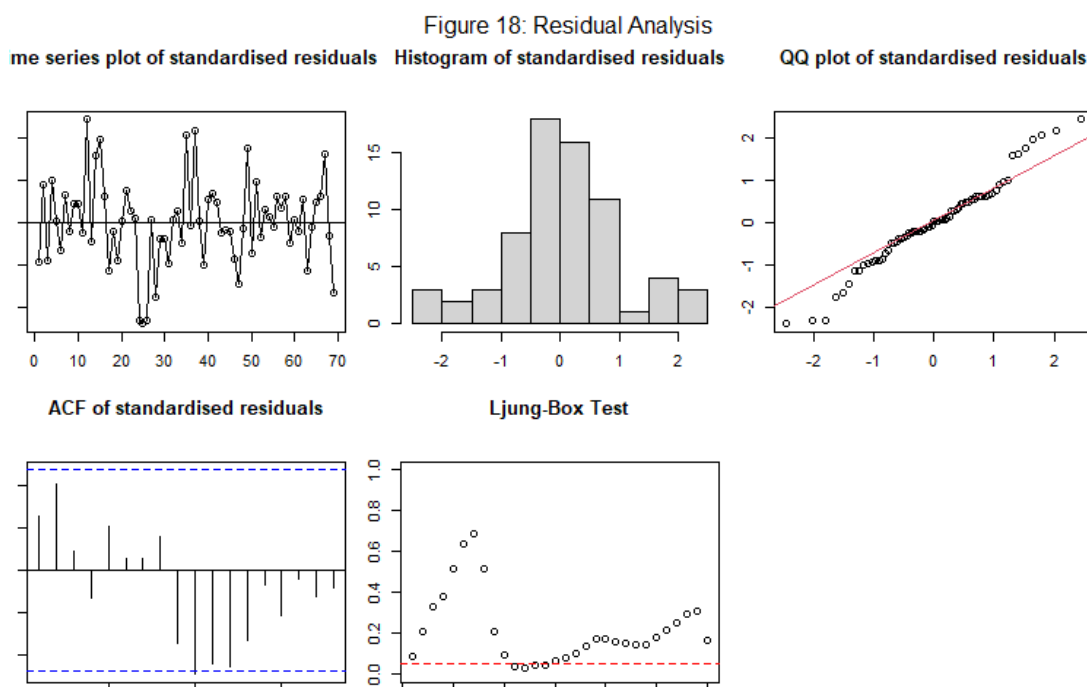 Figure 18: Residual Analysis
me series plot of standardised residuals
Histogram of standardised residuals
QQ plot of standardised residuals
0 10 20 30 40 50 60 70
15
10
5
0
-2 -1 0 1 2
2
1
0
-1
-2
-2 -1 0 1 2
ACF of standardised residuals
Ljung-Box Test
1.0
0.8
0.6
0.4
0.2
0.0